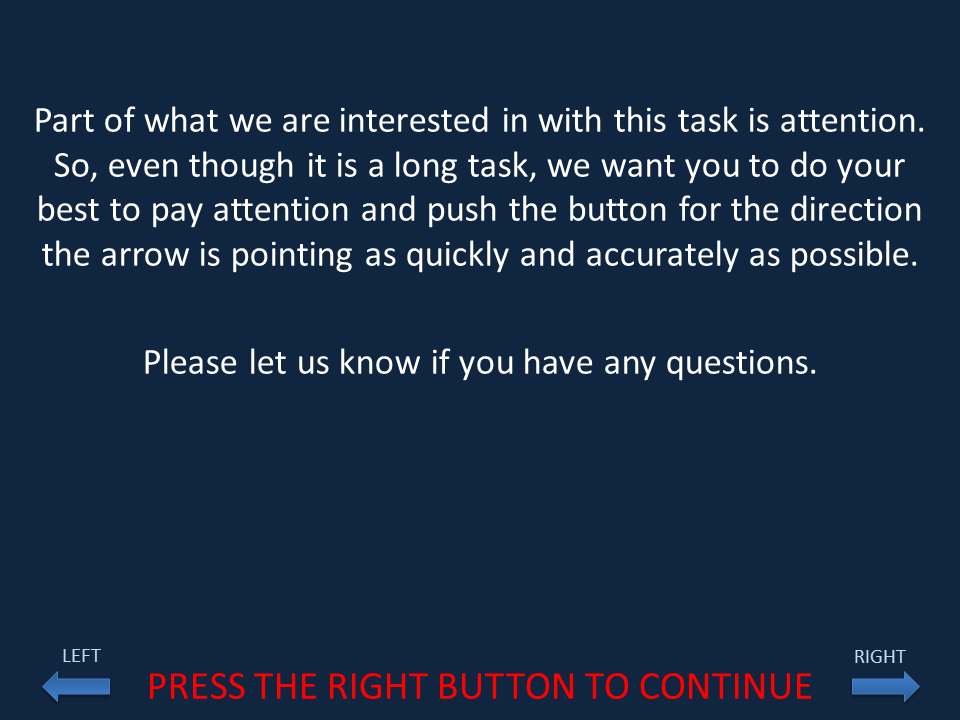 Part of what we are interested in with this task is attention.
So, even though it is a long task, we want you to do your
best to pay attention and push the button for the direction
the arrow is pointing as quickly and accurately as possible.
Please let us know if you have any questions.
LEFT
RIGHT
PRESS THE RIGHT BUTTON TO CONTINUE